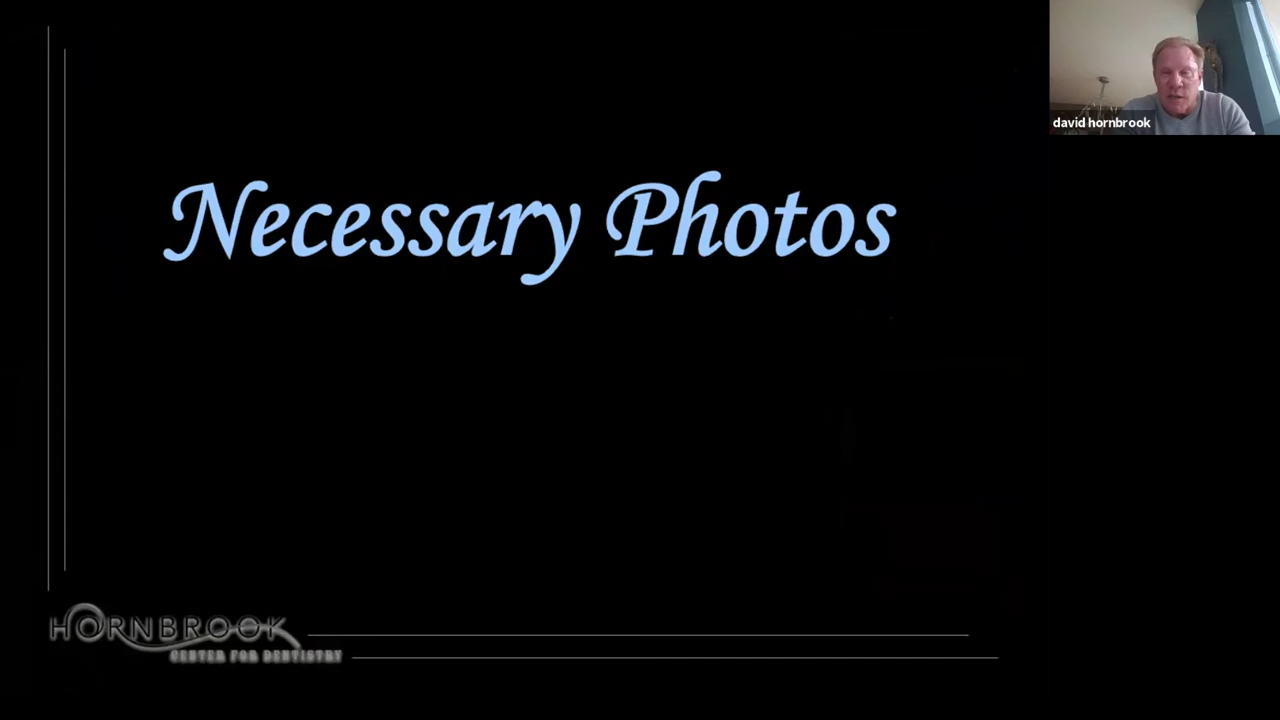 david hornbrook
Necessary Photos
HORNBROOK
CENTER FOR DENTISTRY